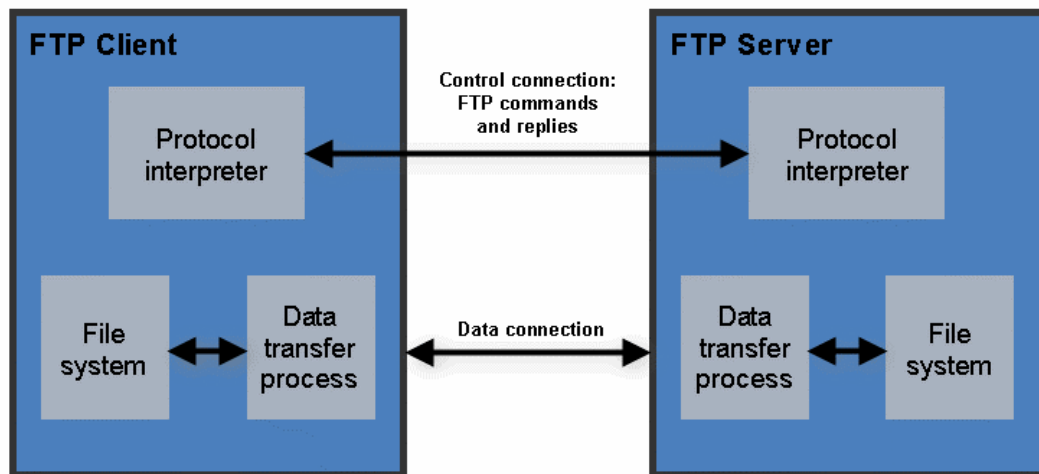 FTP Client
FTP Server
Control connection:
FTP commands
and replies
Protocol
interpreter
Protocol
interpreter
File
system
Data
transfer
process
Data connection
Data
transfer
process
File
system